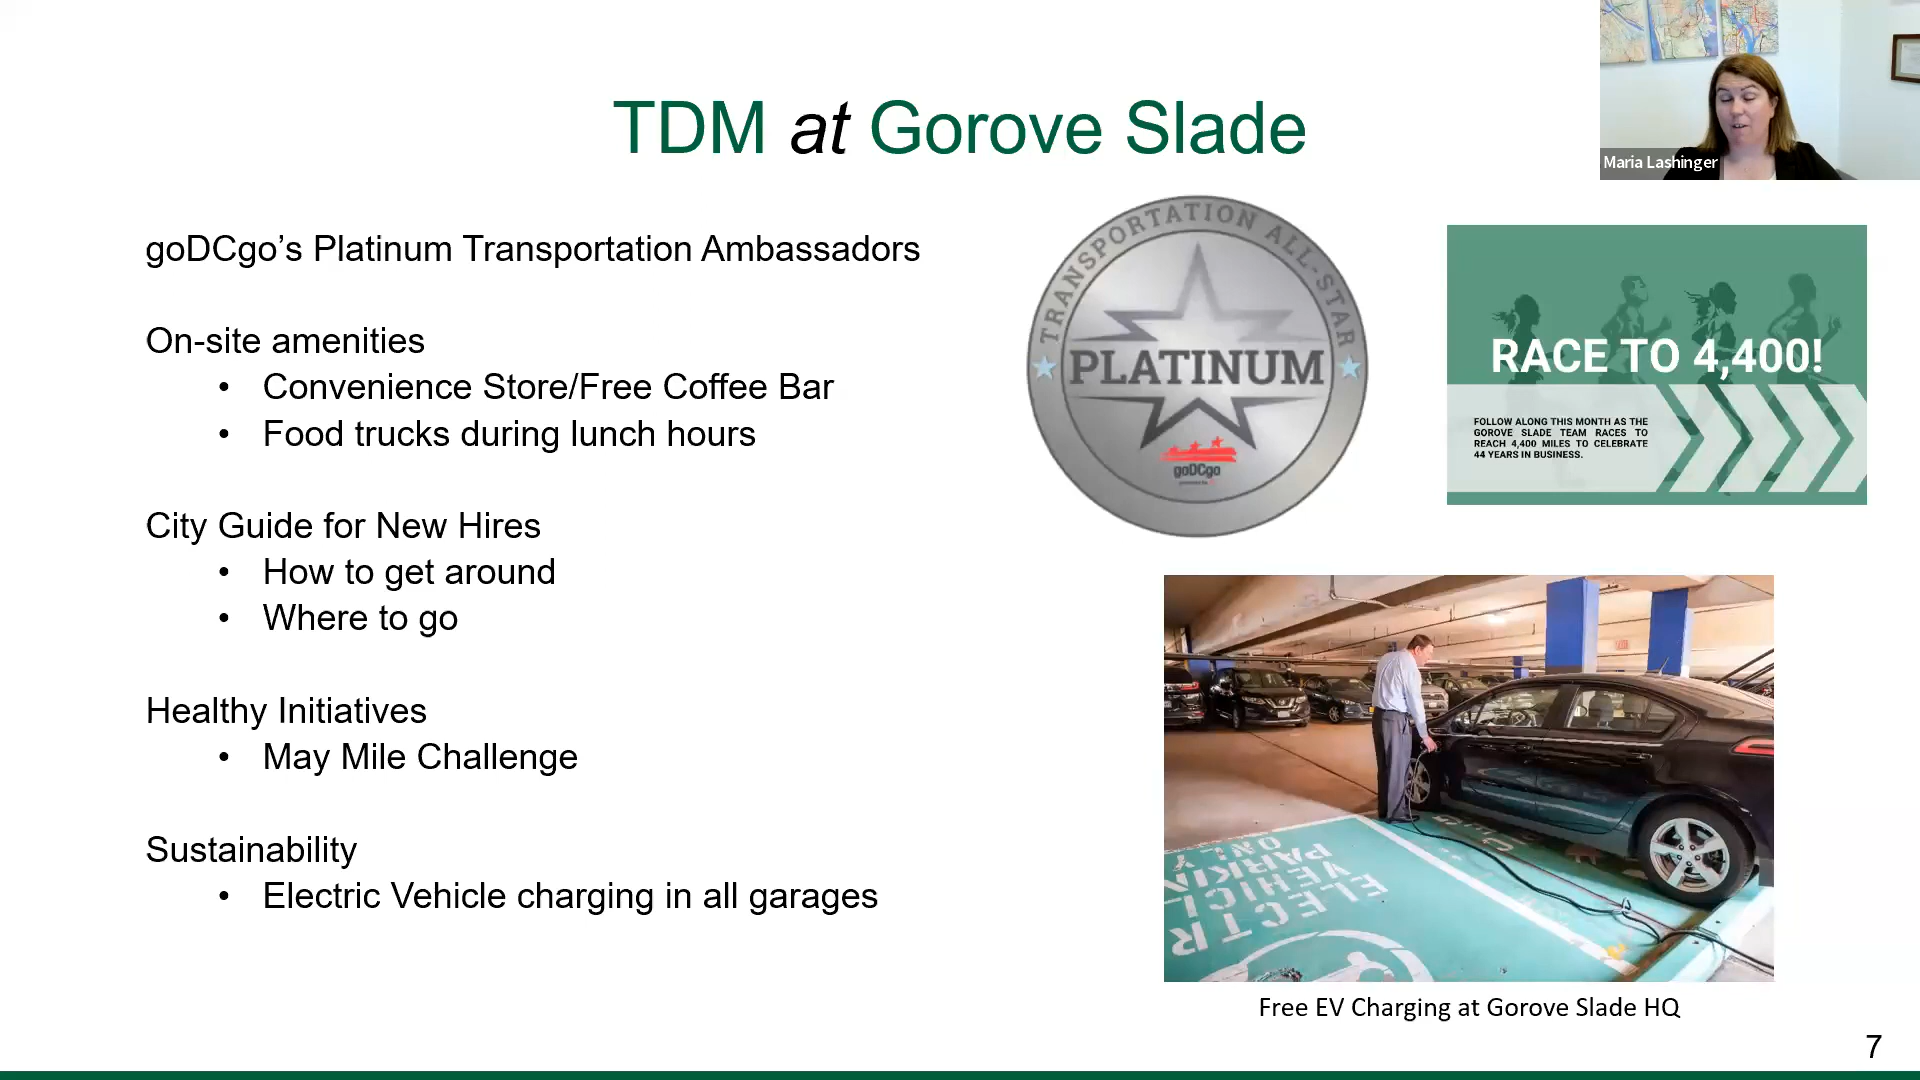 TDM at Gorove Slade
Maria Lashinger
goDCgo’s Platinum Transportation Ambassadors
On-site amenities
• Convenience Store/Free Coffee Bar
• Food trucks during lunch hours
City Guide for New Hires
• How to get around
• Where to go
Healthy Initiatives
• May Mile Challenge
Sustainability
• Electric Vehicle charging in all garages
TRANSPORTATION ALL-STAR
PLATINUM
goDCgo
RACE TO 4,400!
FOLLOW ALONG THIS MONTH AS THE
GOROVE SLADE TEAM RACES TO
REACH 4,400 MILES TO CELEBRATE
44 YEARS IN BUSINESS.
ELECTR
VEHICL
PARKIN
ONLY
Free EV Charging at Gorove Slade HQ
7